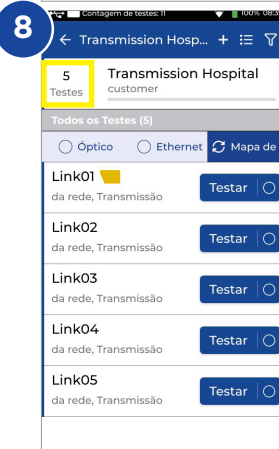 8
Contagem de testes: 11 100% 08:3
Transmission Hosp...
5 Transmission Hospital
Testes customer
Todos os Testes (5)
Óptico Ethernet Mapa de
Link01
da rede, Transmissão Testar
Link02
da rede, Transmissão Testar
Link03
da rede, Transmissão Testar
Link04
da rede, Transmissão Testar
Link05
da rede, Transmissão Testar